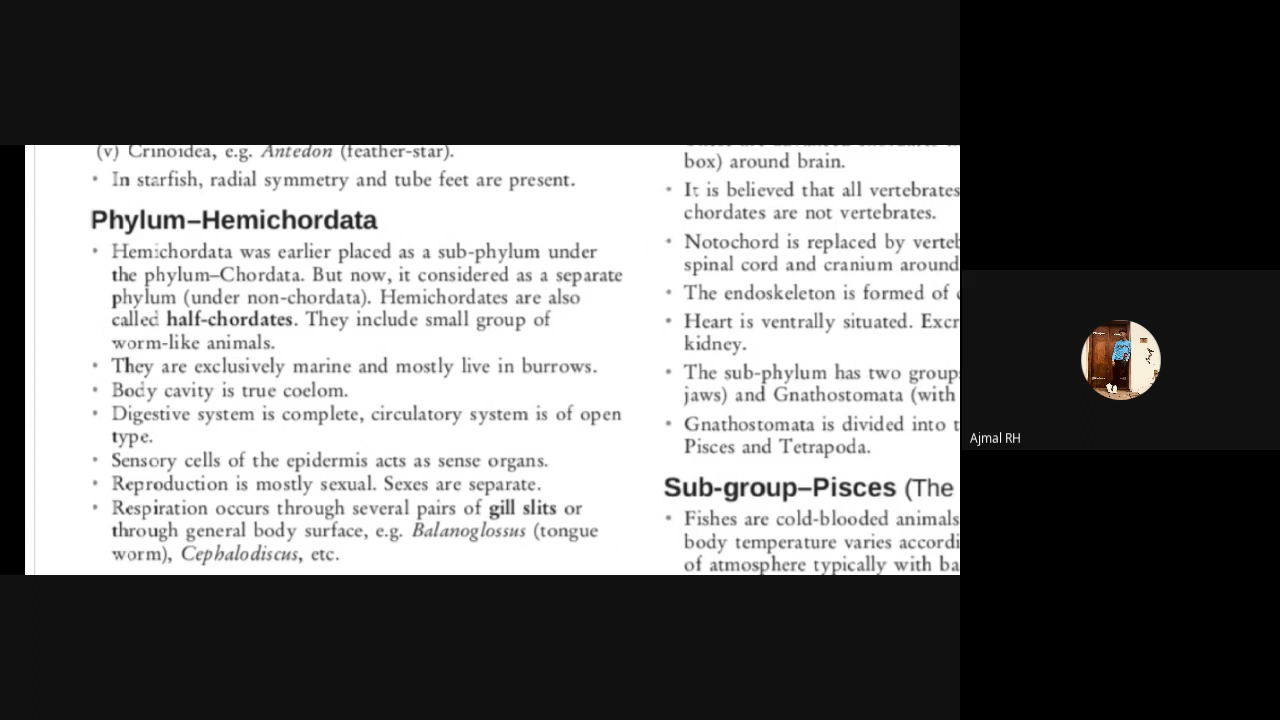 (v) Crinoidea, e.g. Antedon (feather-star).
• In starfish, radial symmetry and tube feet are present.
Phylum–Hemichordata
• Hemichordata was earlier placed as a sub-phylum under
the phylum–Chordata. But now, it considered as a separate
phylum (under non-chordata). Hemichordates are also
called half-chordates. They include small group of
worm-like animals.
• They are exclusively marine and mostly live in burrows.
• Body cavity is true coelom.
• Digestive system is complete, circulatory system is of open
type.
• Sensory cells of the epidermis acts as sense organs.
• Reproduction is mostly sexual. Sexes are separate.
• Respiration occurs through several pairs of gill slits or
through general body surface, e.g. Balanoglossus (tongue
worm), Cephalodiscus, etc.
box) around brain.
• It is believed that all vertebrates
chordates are not vertebrates.
• Notochord is replaced by verteb
spinal cord and cranium around
• The endoskeleton is formed of
• Heart is ventrally situated. Excr
kidney.
• The sub-phylum has two group
jaws) and Gnathostomata (with
• Gnathostomata is divided into t
Pisces and Tetrapoda.
Sub-group–Pisces (The
• Fishes are cold-blooded animals
body temperature varies accordi
of atmosphere typically with ba
Ajmal RH